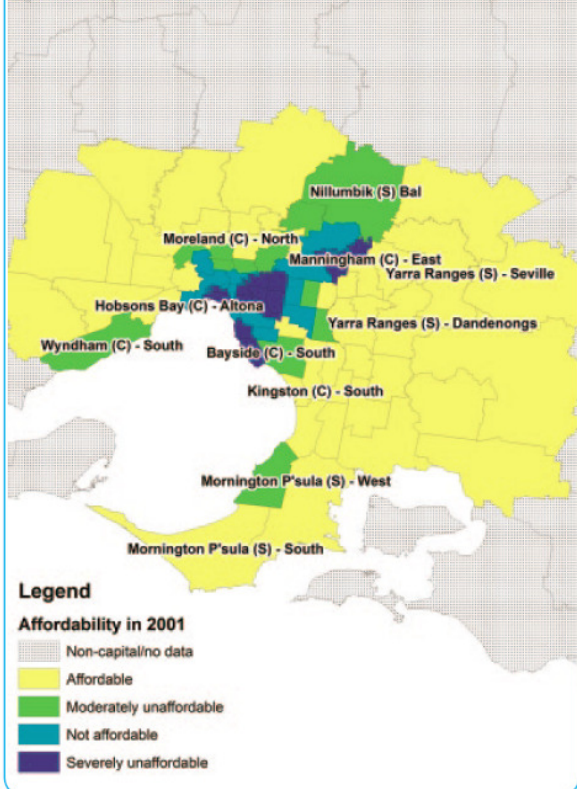 Nillumbik (S) Bal
Moreland (C) - North
Manningham (C) - East
Yarra Ranges (S) - Seville
Hobsons Bay (C) - Altona
Yarra Ranges (S) - Dandenongs
Wyndham (C) - South
Bayside (C) - South
Kingston (C) - South
Mornington P'sula (S) - West
Mornington P'sula (S) - South
Legend
Affordability in 2001
Non-capital/no data
Affordable
Moderately unaffordable
Not affordable
Severely unaffordable